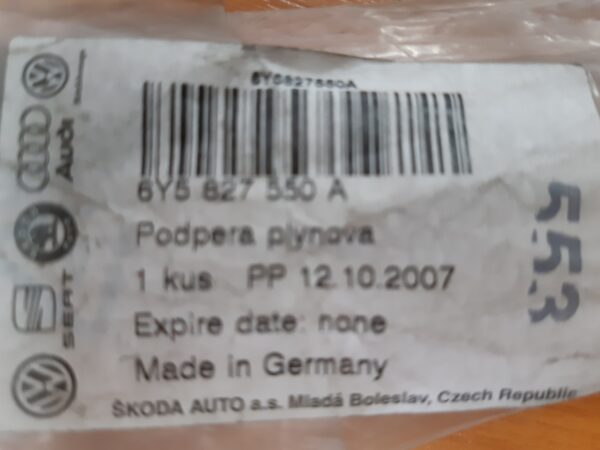 6Y5827550A
6Y5 827 550 A
Podpera plynova
1 kus PP 12.10.2007
Expire date: none
Made in Germany
ŠKODA AUTO a.s. Mladá Boleslav, Czech Republic
553
Audi
SEAT